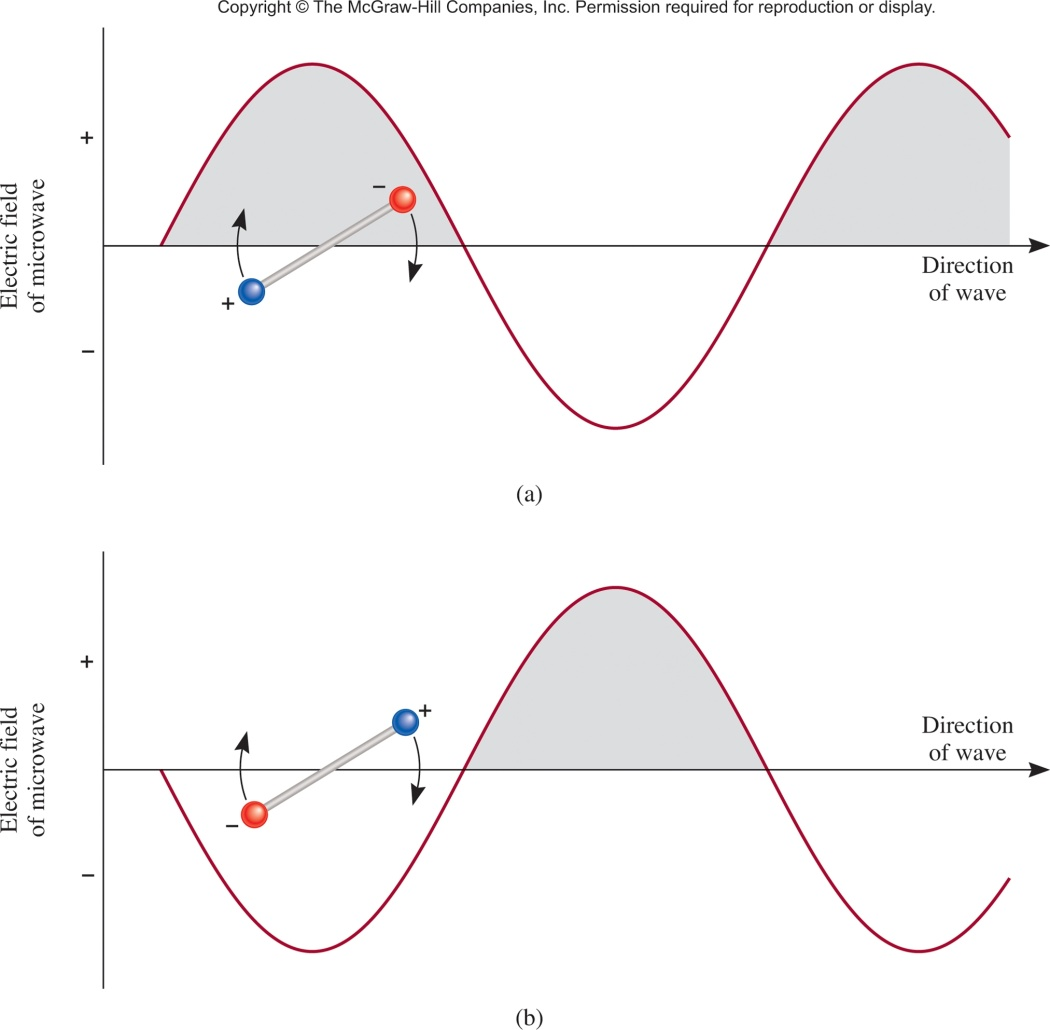 Copyright © The McGraw-Hill Companies, Inc. Permission required for reproduction or display.
+
Electric field
of microwave
−
−
+
Direction
of wave
(a)
+
Electric field
of microwave
−
+
−
Direction
of wave
(b)